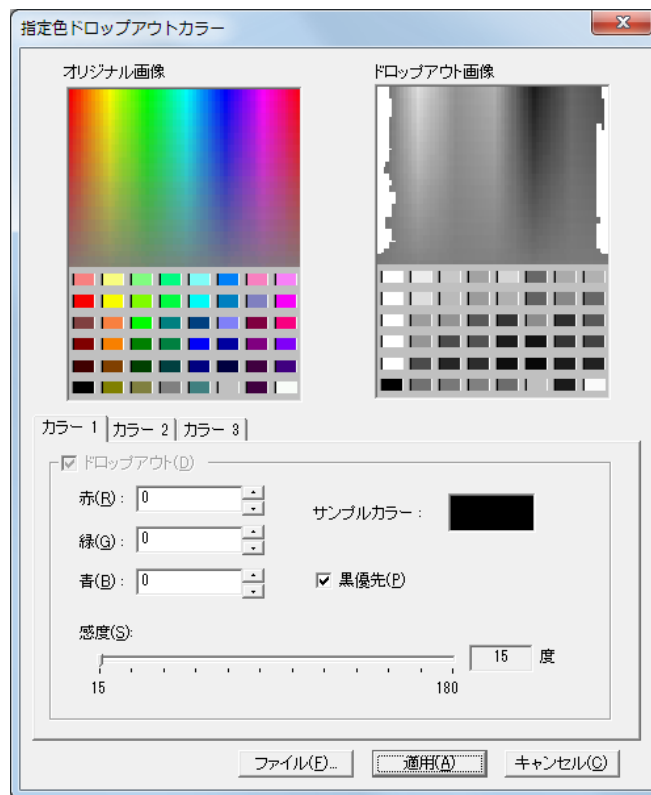 指定色ドロップアウトカラー
オリジナル画像
ドロップアウト画像
カラー 1 カラー 2 カラー 3
ドロップアウト(D)
赤(R): 0
サンプルカラー:
緑(G): 0
青(B): 0
黒優先(P)
感度(S):
15 度
15 180
ファイル(F)... 適用(A) キャンセル(C)